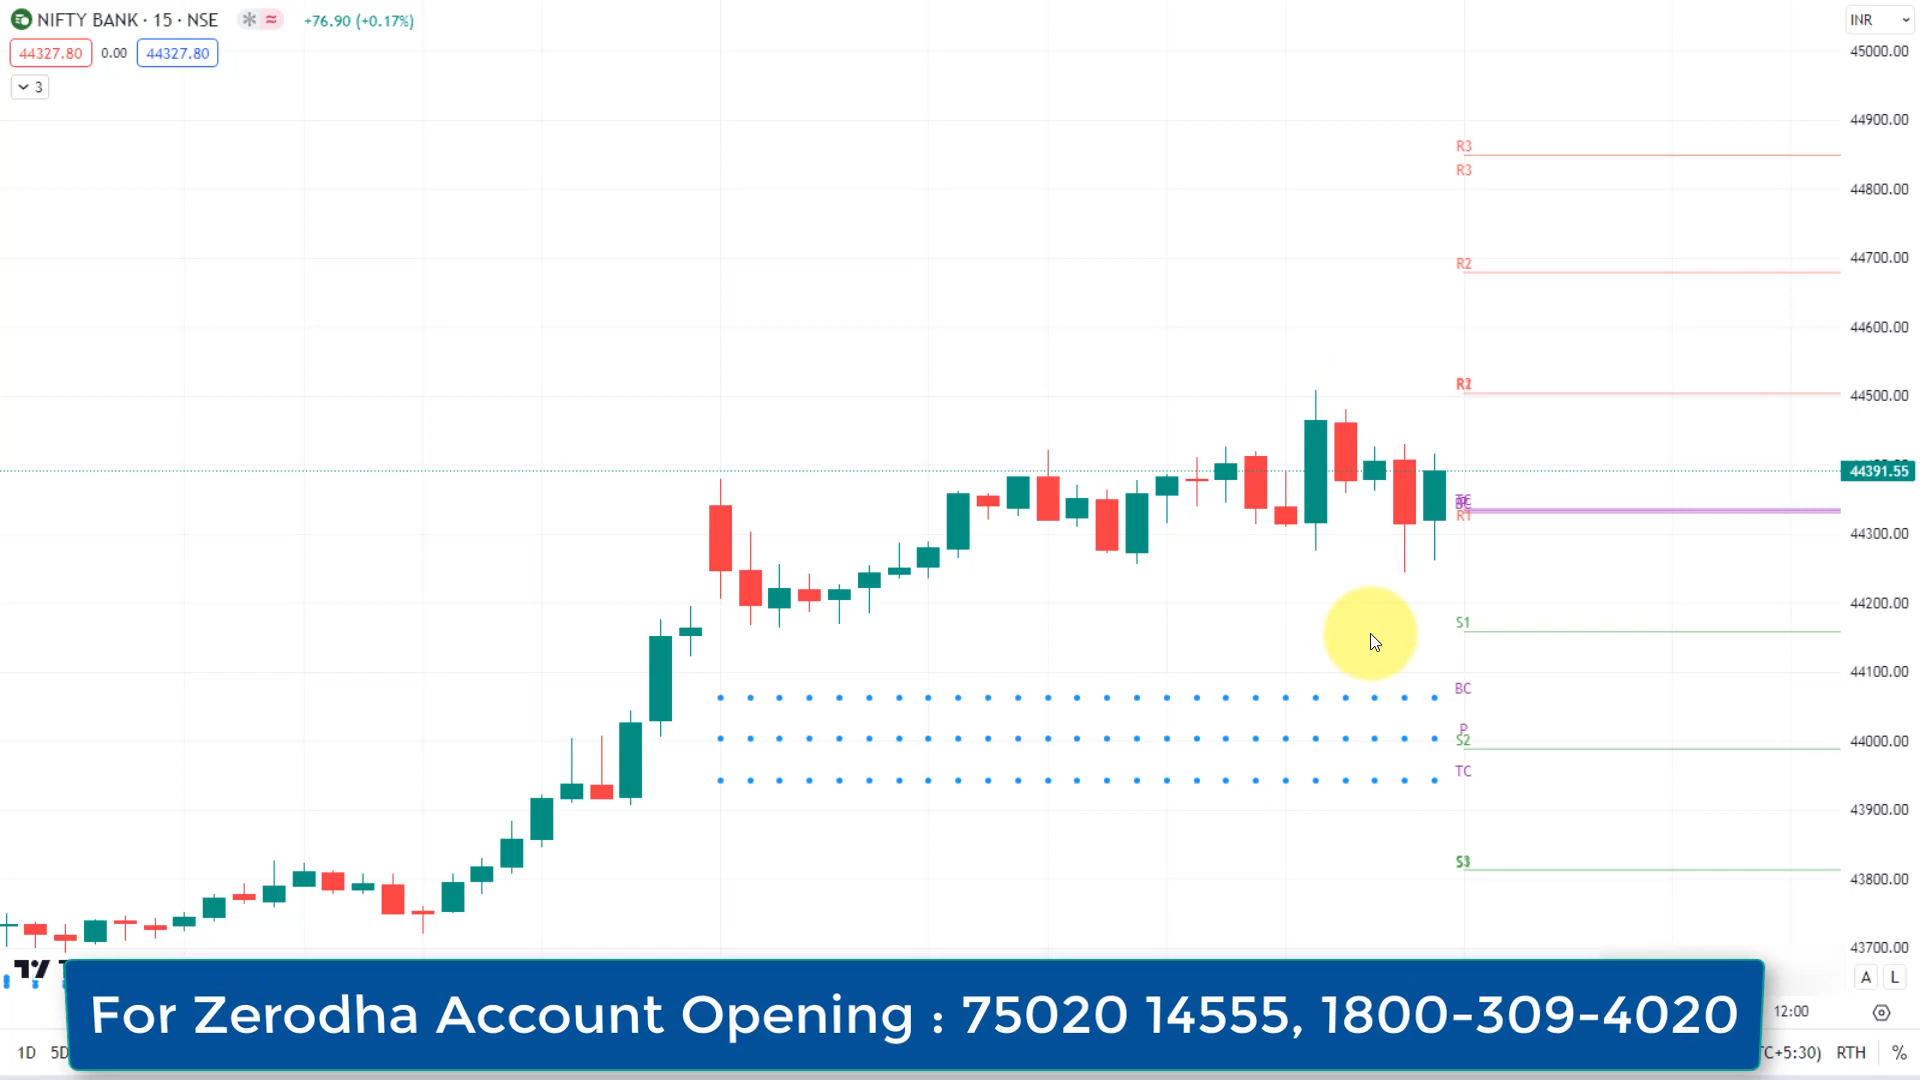 NIFTY BANK · 15 · NSE +76.90 (+0.17%)
INR
44327.80 0.00 44327.80
3
45000.00
44900.00
R3
R3
44800.00
R2
44700.00
44600.00
44500.00
44391.55
R1
44300.00
S1
44200.00
44100.00
BC
P
S2
44000.00
TC
43900.00
43800.00
43700.00
A L
For Zerodha Account Opening : 75020 14555, 1800-309-4020
12:00
1D 5D
C+5:30) RTH %